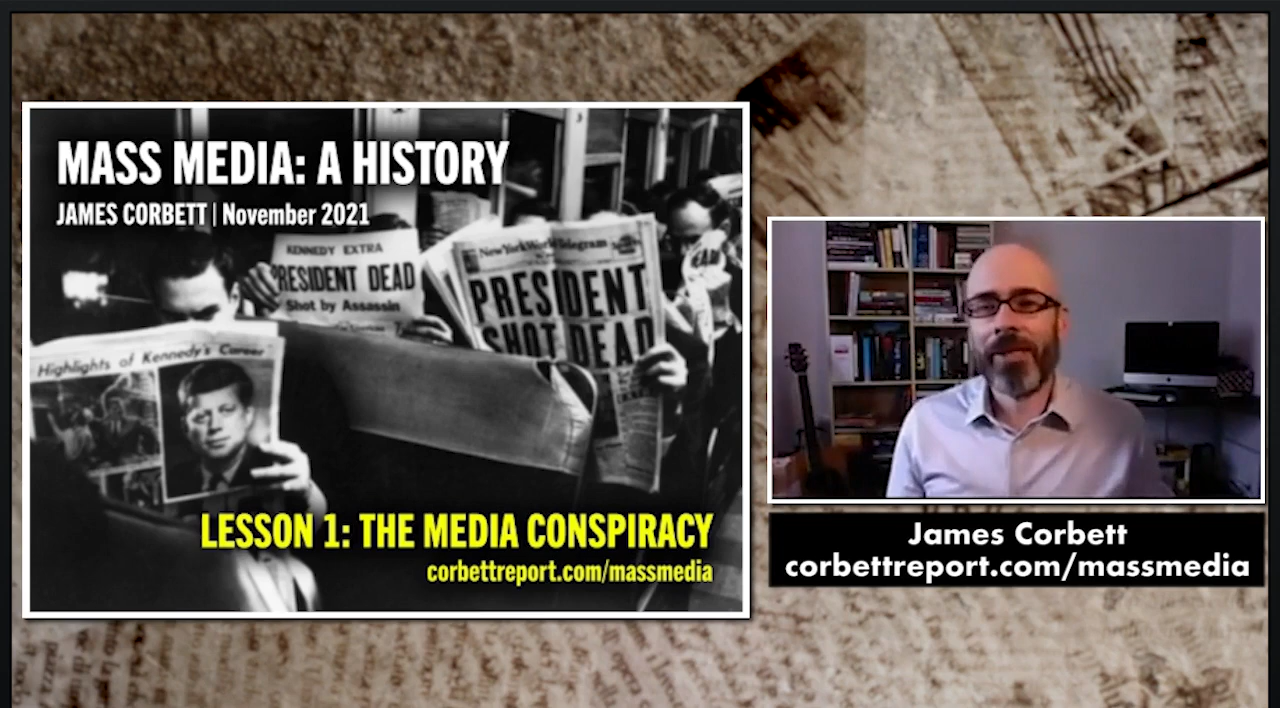 MASS MEDIA: A HISTORY
JAMES CORBETT | November 2021
KENNEDY EXTRA
PRESIDENT DEAD
Shot by Assassin
New York World Telegram
PRESIDENT
SHOT DEAD
Highlights of Kennedy's Career
LESSON 1: THE MEDIA CONSPIRACY
corbettreport.com/massmedia
James Corbett
corbettreport.com/massmedia